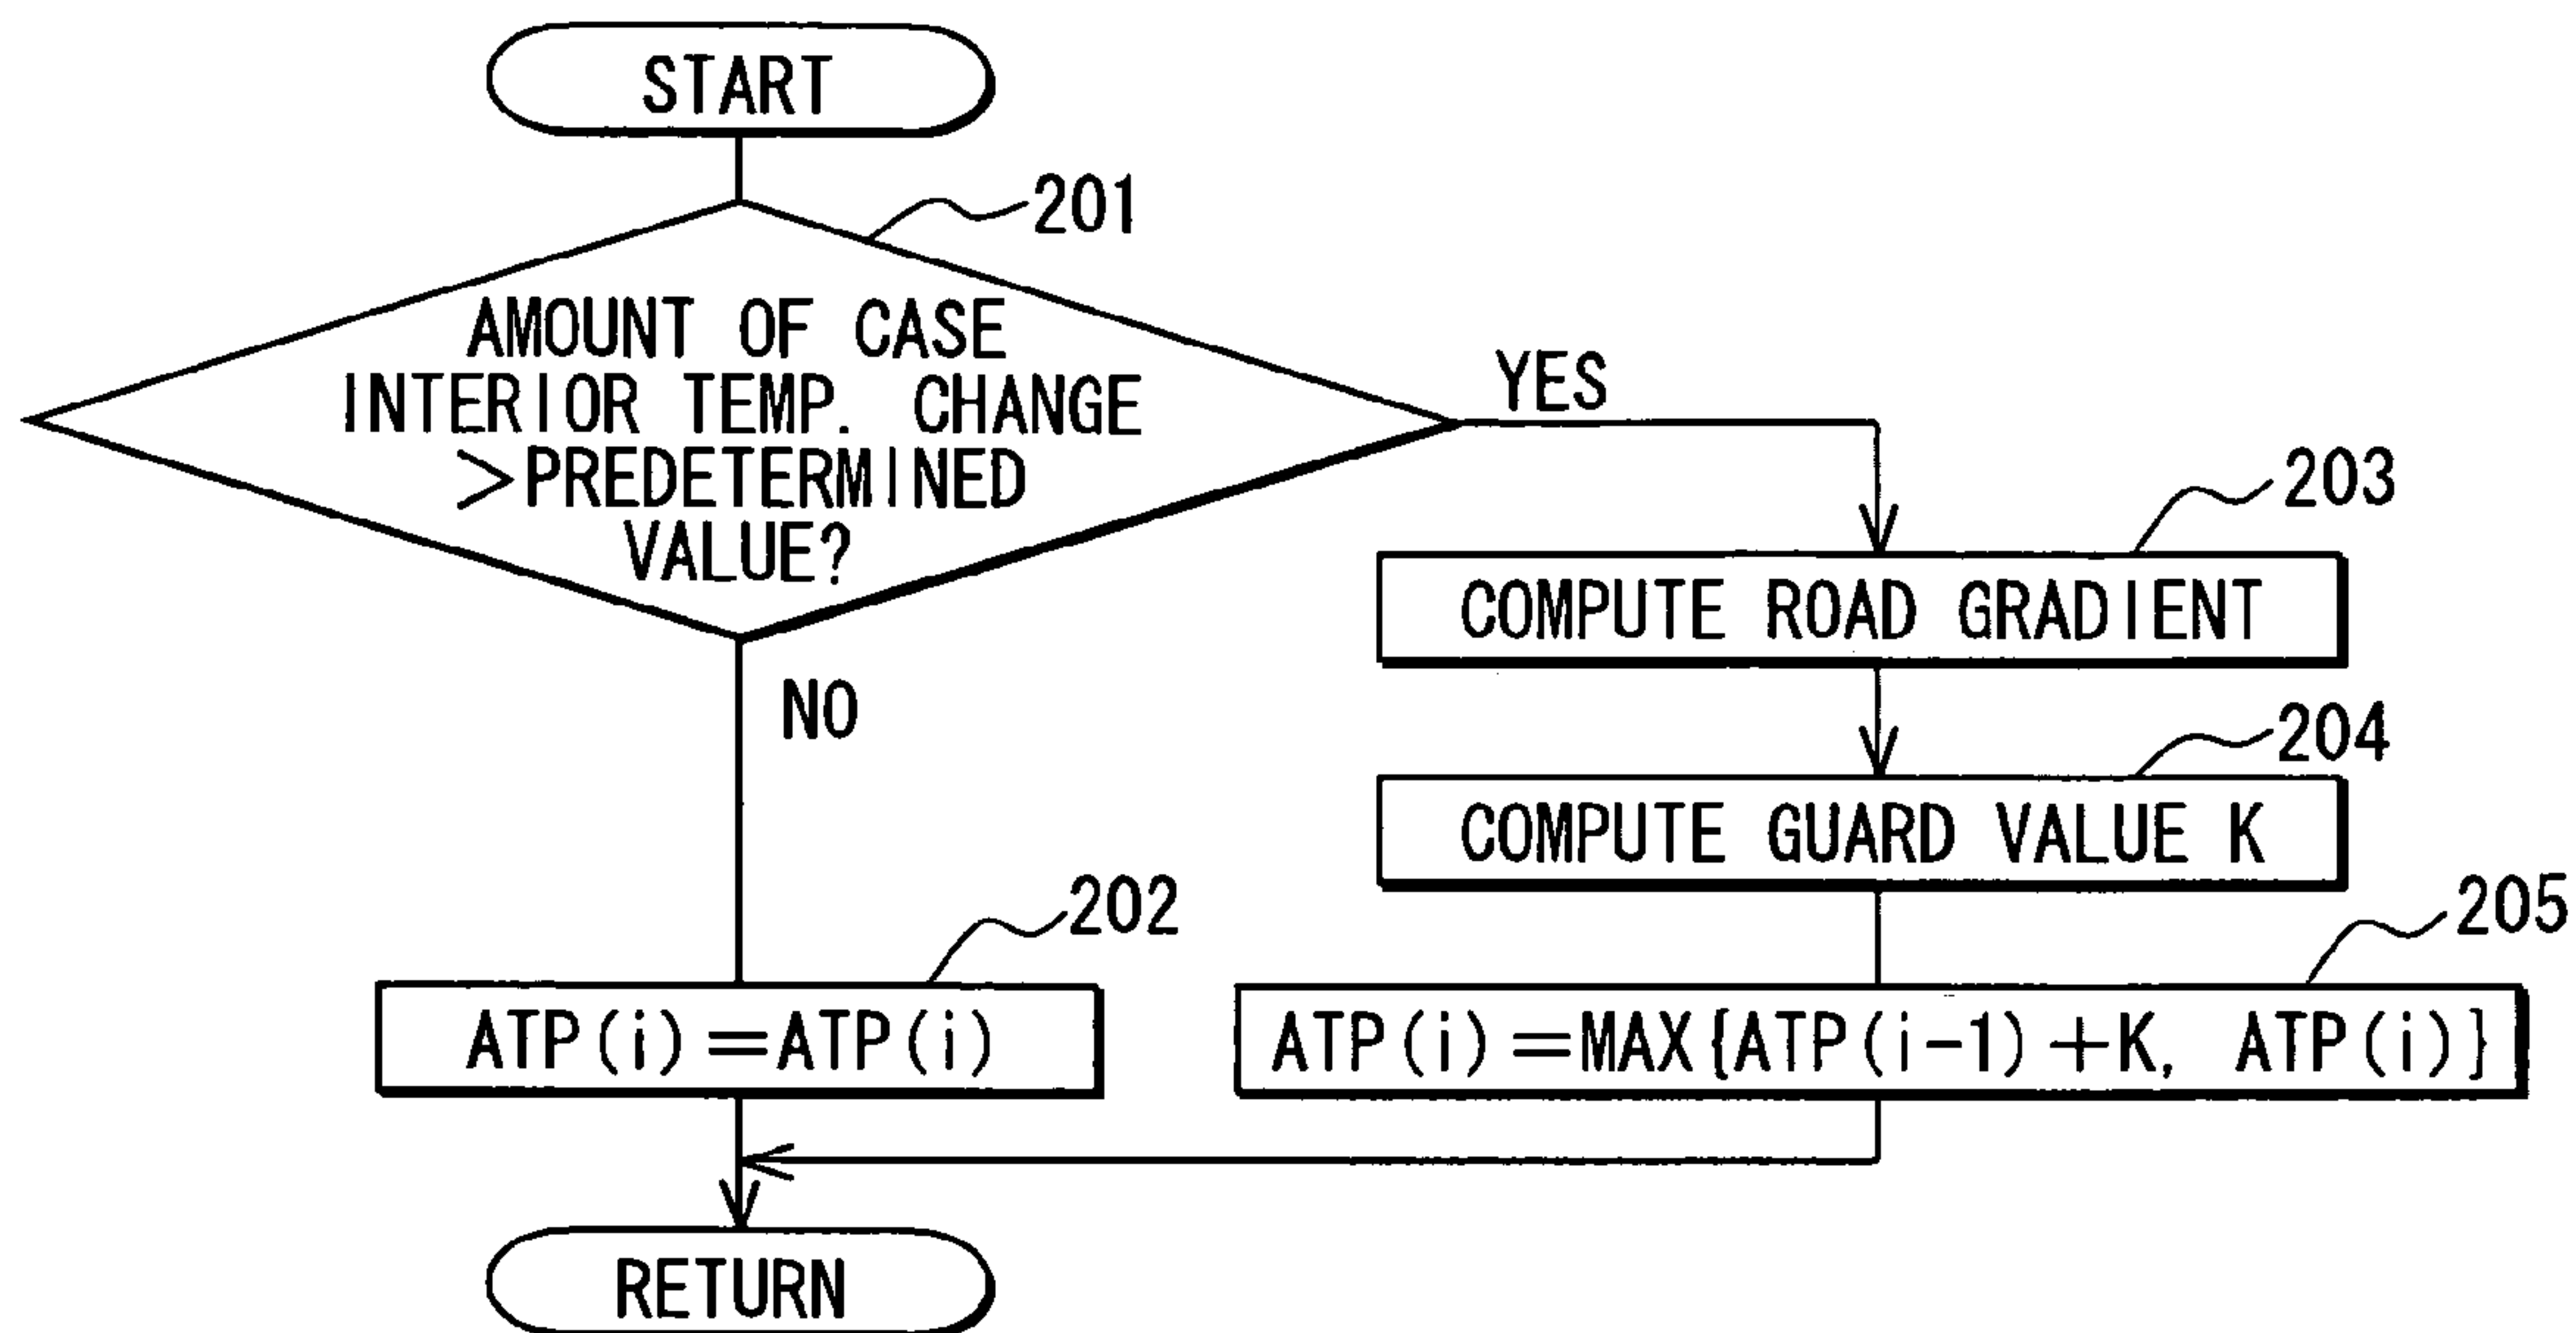 START
201
AMOUNT OF CASE
INTERIOR TEMP. CHANGE
>PREDETERMINED
VALUE?
YES
NO
203
COMPUTE ROAD GRADIENT
204
COMPUTE GUARD VALUE K
202
ATP(i)=ATP(i)
205
ATP(i)=MAX{ATP(i-1)+K, ATP(i)}
RETURN